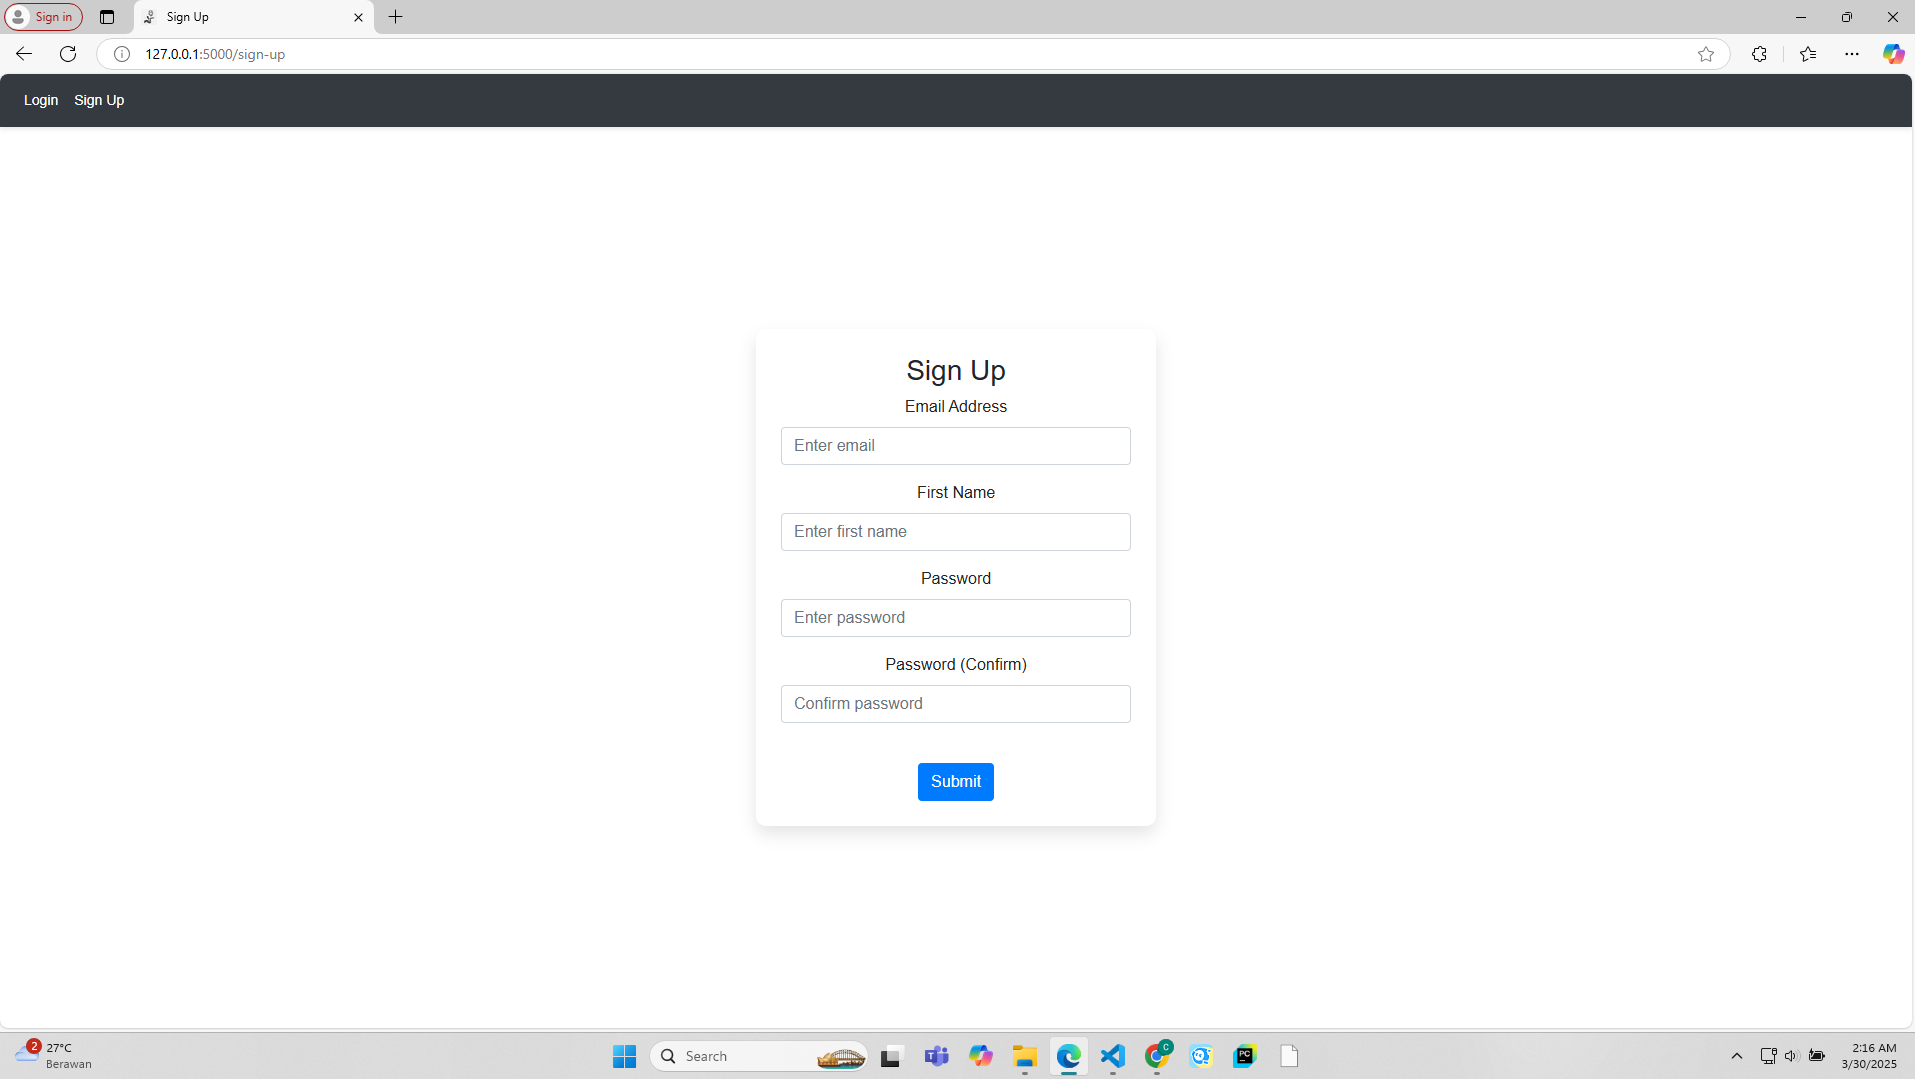 Sign in
Sign Up
127.0.0.1:5000/sign-up
Login Sign Up
Sign Up
Email Address
Enter email
First Name
Enter first name
Password
Enter password
Password (Confirm)
Confirm password
Submit
2
27°C
Berawan
Search
T
C
PC
2:16 AM
3/30/2025